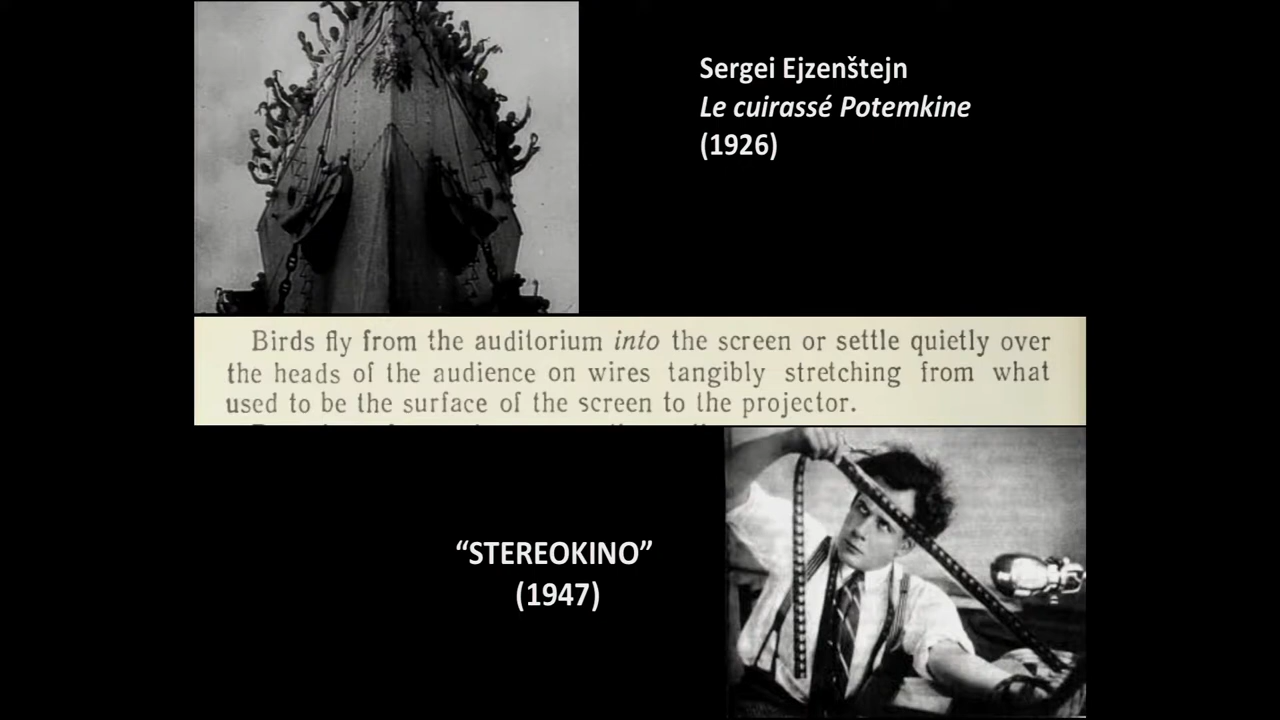 Sergei Ejzenštejn
Le cuirassé Potemkine
(1926)
Birds fly from the auditorium into the screen or settle quietly over
the heads of the audience on wires tangibly stretching from what
used to be the surface of the screen to the projector.
“STEREOKINO”
(1947)